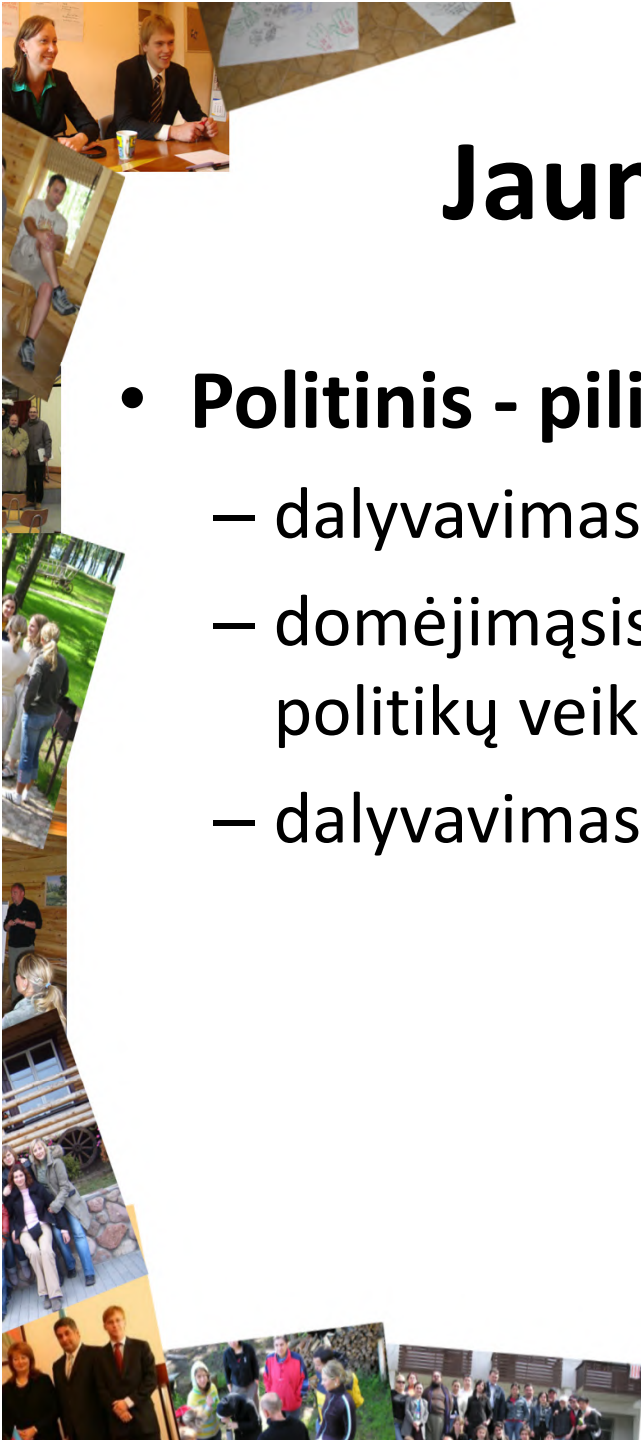 Jaun
• Politinis - pili
– dalyvavimas
– domėjimąsis
politikų veik
– dalyvavimas